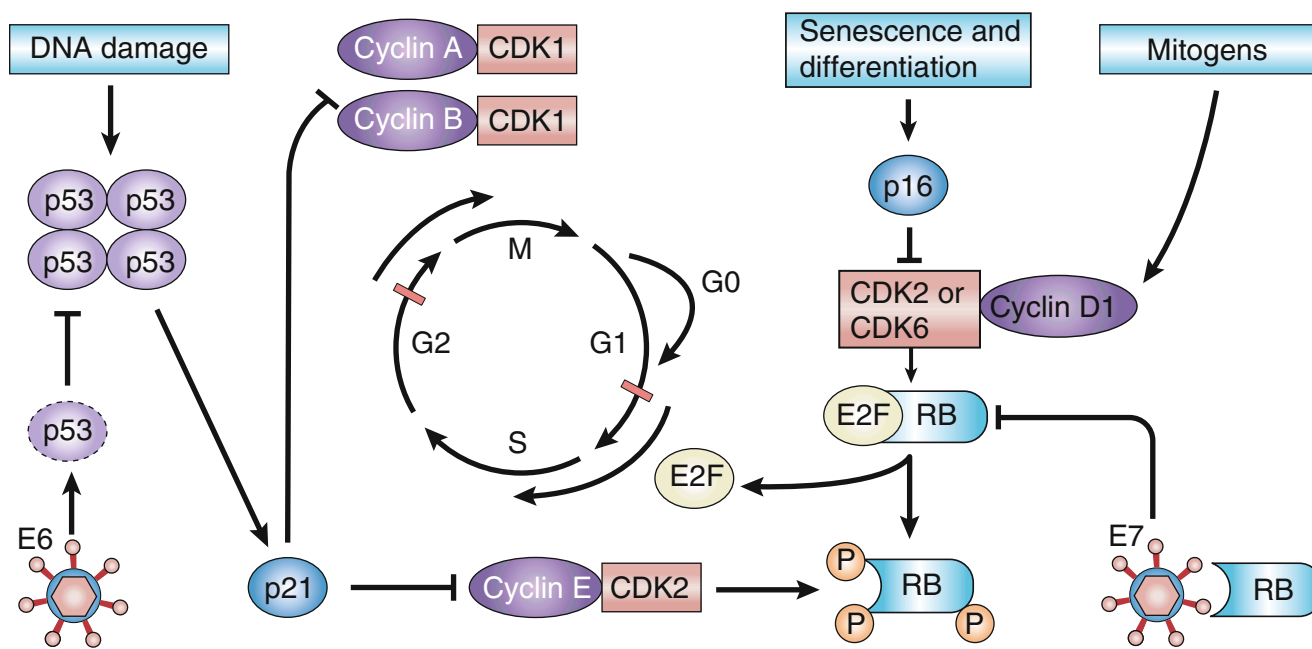 DNA damage
Cyclin A
CDK1
Cyclin B
CDK1
Senescence and
differentiation
Mitogens
p53
p53
p53
p53
p16
M
G0
G2
G1
S
CDK2 or
CDK6
Cyclin D1
p53
E2F
RB
E2F
E6
E7
p21
Cyclin E
CDK2
P
RB
P
P
RB